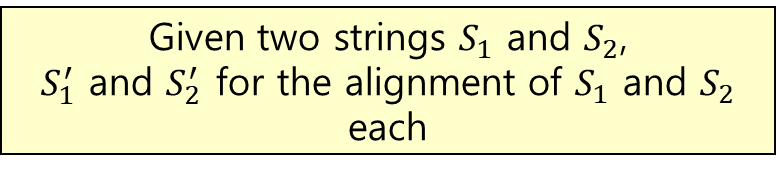 Given two strings S₁ and S₂,
S₁′ and S₂′ for the alignment of S₁ and S₂
each